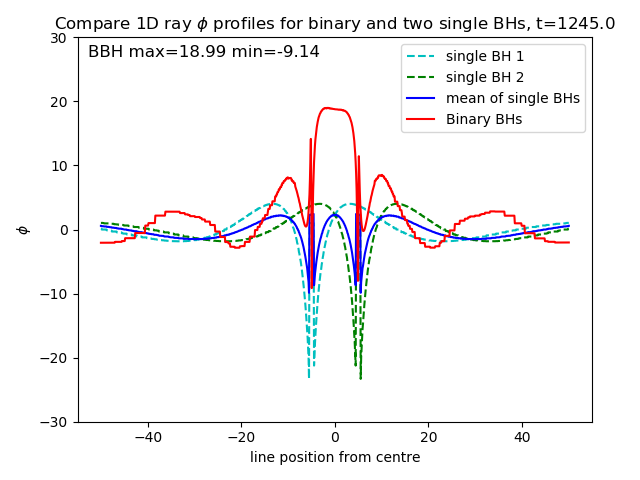 Compare 1D ray ϕ profiles for binary and two single BHs, t=1245.0
BBH max=18.99 min=-9.14
single BH 1
single BH 2
mean of single BHs
Binary BHs
30
20
10
0
−10
−20
−30
ϕ
−40
−20
0
20
40
line position from centre